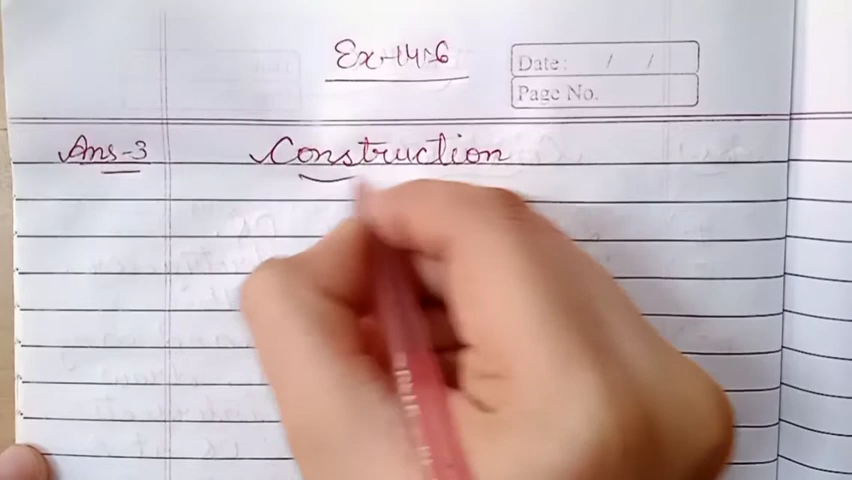 Ex-14.6
Date: / /
Page No.
Ans-3 Construction